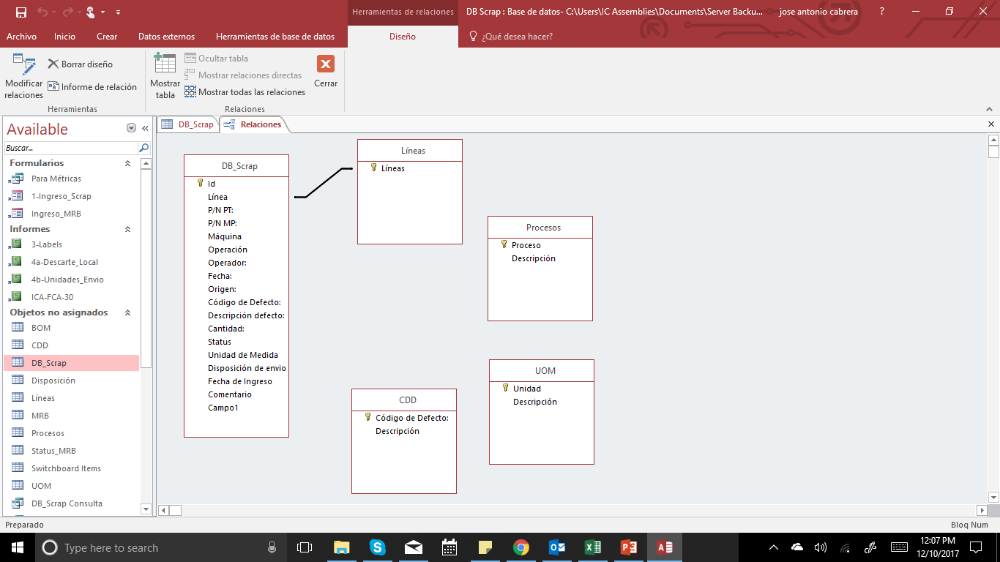 Herramientas de relaciones
DB Scrap : Base de datos- C:\Users\IC Assemblies\Documents\Server Backu...
jose antonio cabrera
?
Archivo
Inicio
Crear
Datos externos
Herramientas de base de datos
Diseño
¿Qué desea hacer?
Modificar relaciones
Borrar diseño
Informe de relación
Herramientas
Mostrar tabla
Ocultar tabla
Mostrar relaciones directas
Mostrar todas las relaciones
Relaciones
Cerrar
Available
Buscar...
Formularios
Para Métricas
1-Ingreso_Scrap
Ingreso_MRB
Informes
3-Labels
4a-Descarte_Local
4b-Unidades_Envio
ICA-FCA-30
Objetos no asignados
BOM
CDD
DB_Scrap
Disposición
Líneas
MRB
Procesos
Status_MRB
Switchboard Items
UOM
DB_Scrap Consulta
DB_Scrap
Relaciones
DB_Scrap
Id
Línea
P/N PT:
P/N MP:
Máquina
Operación
Operador:
Fecha:
Origen:
Código de Defecto:
Descripción defecto:
Cantidad:
Status
Unidad de Medida
Disposición de envio
Fecha de Ingreso
Comentario
Campo1
Líneas
Líneas
Procesos
Proceso
Descripción
CDD
Código de Defecto:
Descripción
UOM
Unidad
Descripción
Preparado
Bloq Num
Type here to search
12:07 PM
12/10/2017